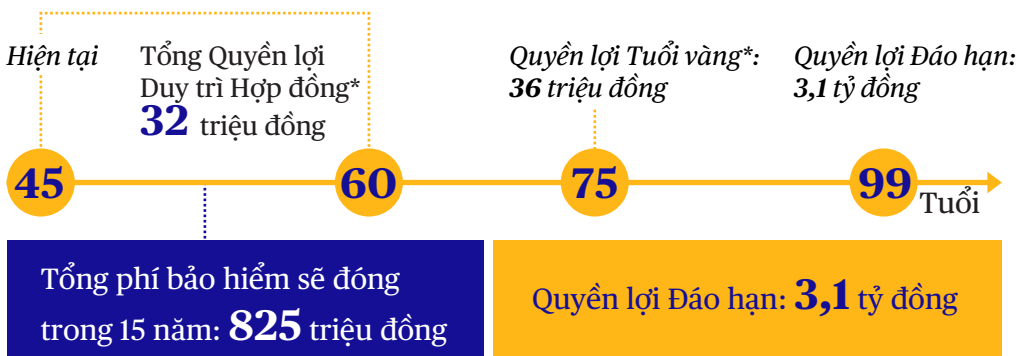 Hiện tại
Tổng Quyền lợi
Duy trì Hợp đồng*
32 triệu đồng
Quyền lợi Tuổi vàng*:
36 triệu đồng
Quyền lợi Đáo hạn:
3,1 tỷ đồng
45
60
75
99
Tuổi
Tổng phí bảo hiểm sẽ đóng
trong 15 năm: 825 triệu đồng
Quyền lợi Đáo hạn: 3,1 tỷ đồng